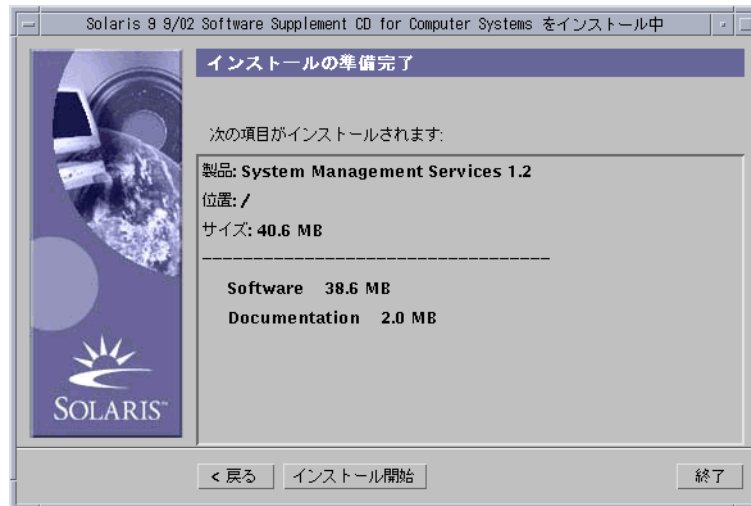 Solaris 9 9/02 Software Supplement CD for Computer Systems をインストール中
インストールの準備完了
次の項目がインストールされます:
製品: System Management Services 1.2
位置: /
サイズ: 40.6 MB
----------------------------------
Software 38.6 MB
Documentation 2.0 MB
SOLARIS™
< 戻る
インストール開始
終了